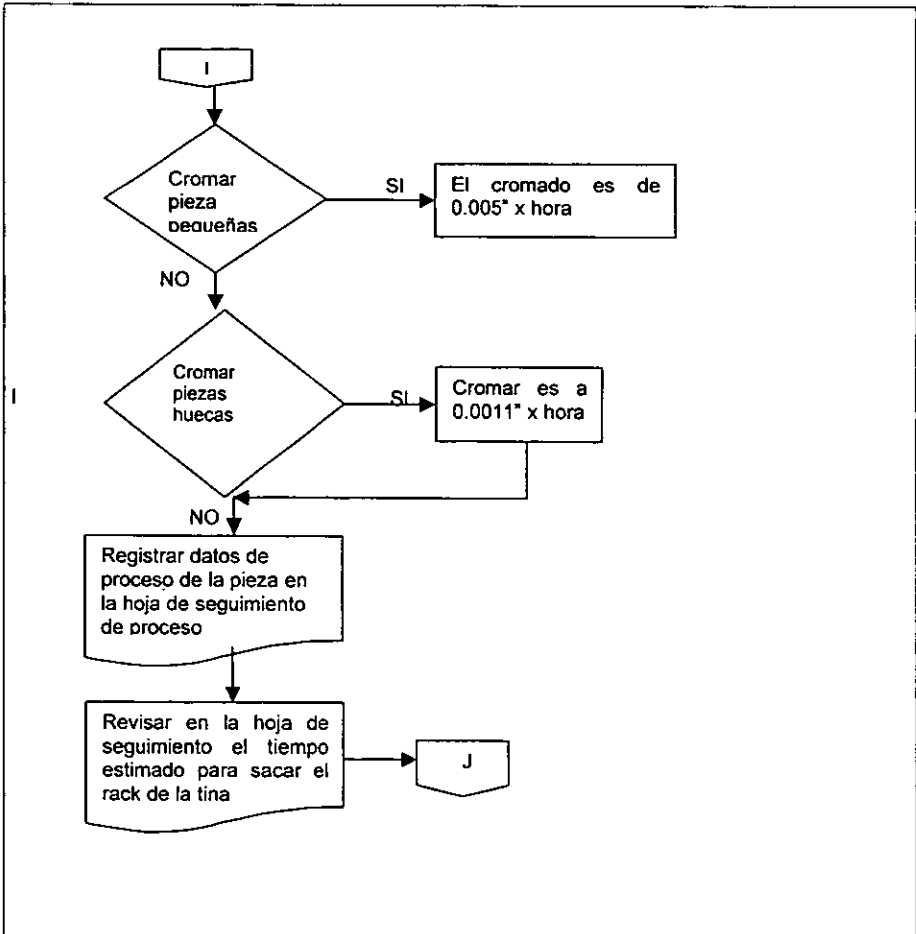 I
Cromar
pieza
pequeñas
SI
El cromado es de
0.005" x hora
NO
Cromar
piezas
huecas
SI
Cromar es a
0.0011" x hora
I
NO
Registrar datos de
proceso de la pieza en
la hoja de seguimiento
de proceso
Revisar en la hoja de
seguimiento el tiempo
estimado para sacar el
rack de la tina
J